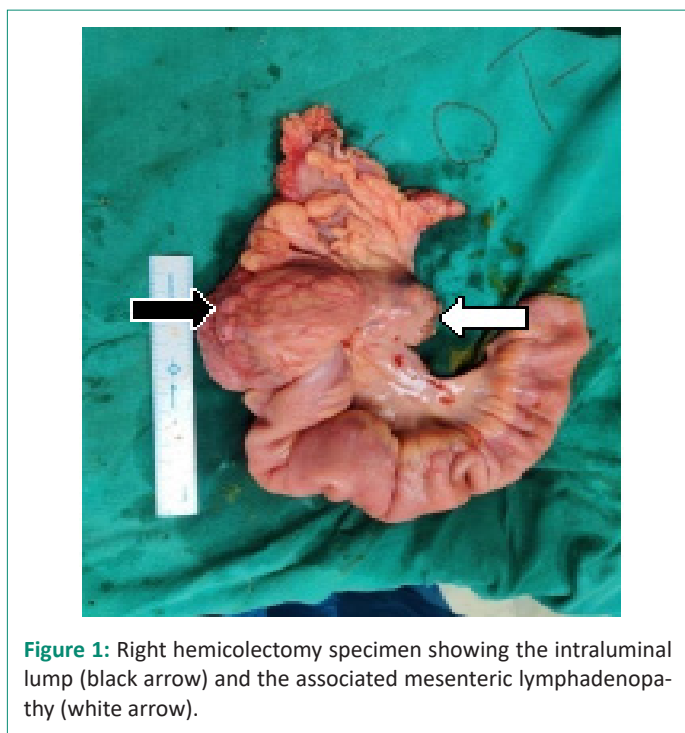 Figure 1: Right hemicolectomy specimen showing the intraluminal
lump (black arrow) and the associated mesenteric lymphadenopa-
thy (white arrow).